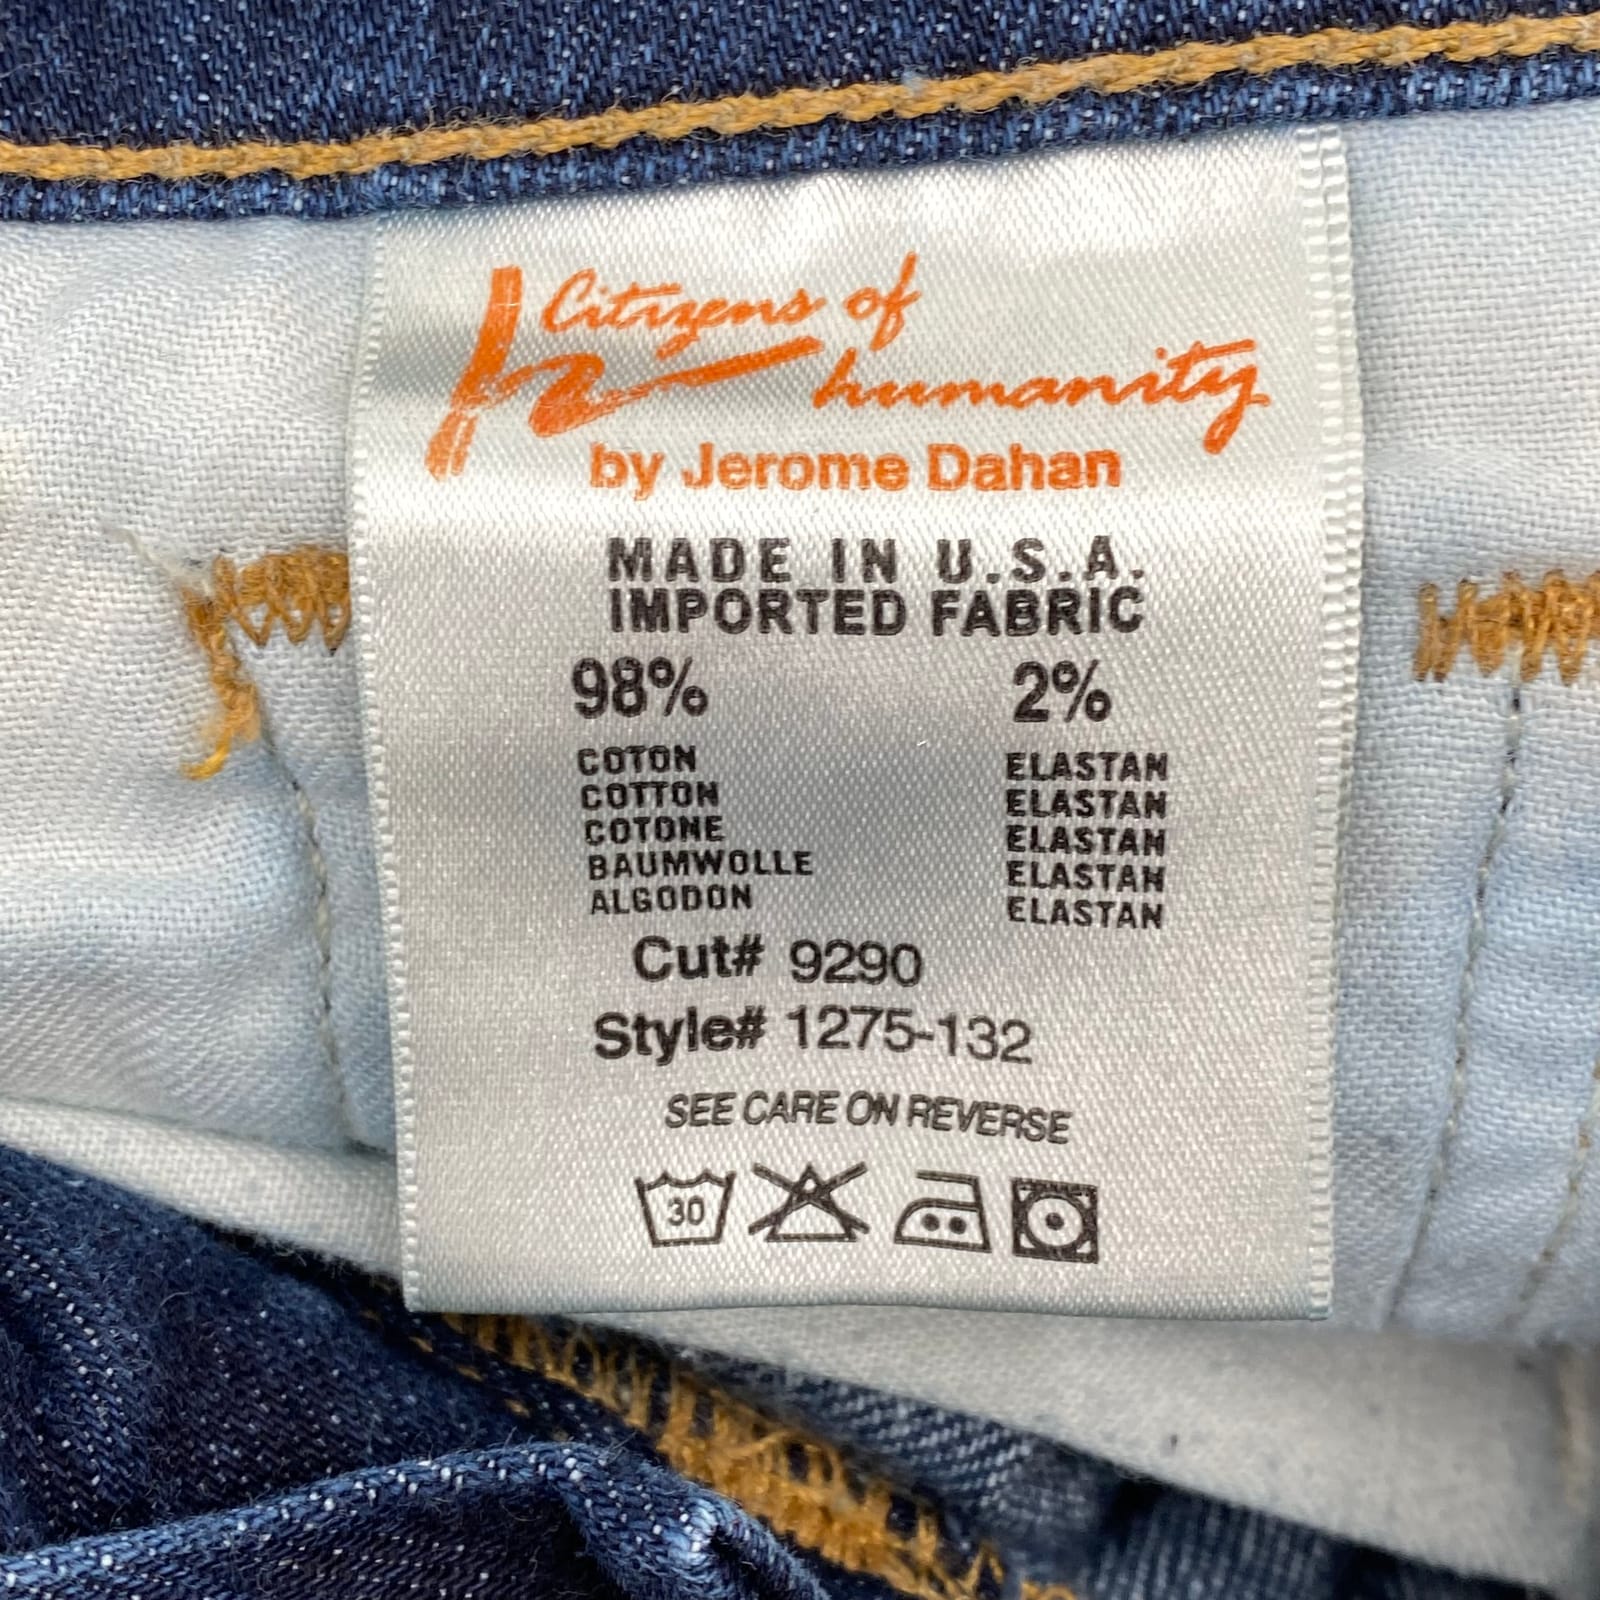 Citizens of
humanity
by Jerome Dahan
MADE IN U.S.A.
IMPORTED FABRIC
98% 2%
COTON ELASTAN
COTTON ELASTAN
COTONE ELASTAN
BAUMWOLLE ELASTAN
ALGODON ELASTAN
Cut# 9290
Style# 1275-132
SEE CARE ON REVERSE
30